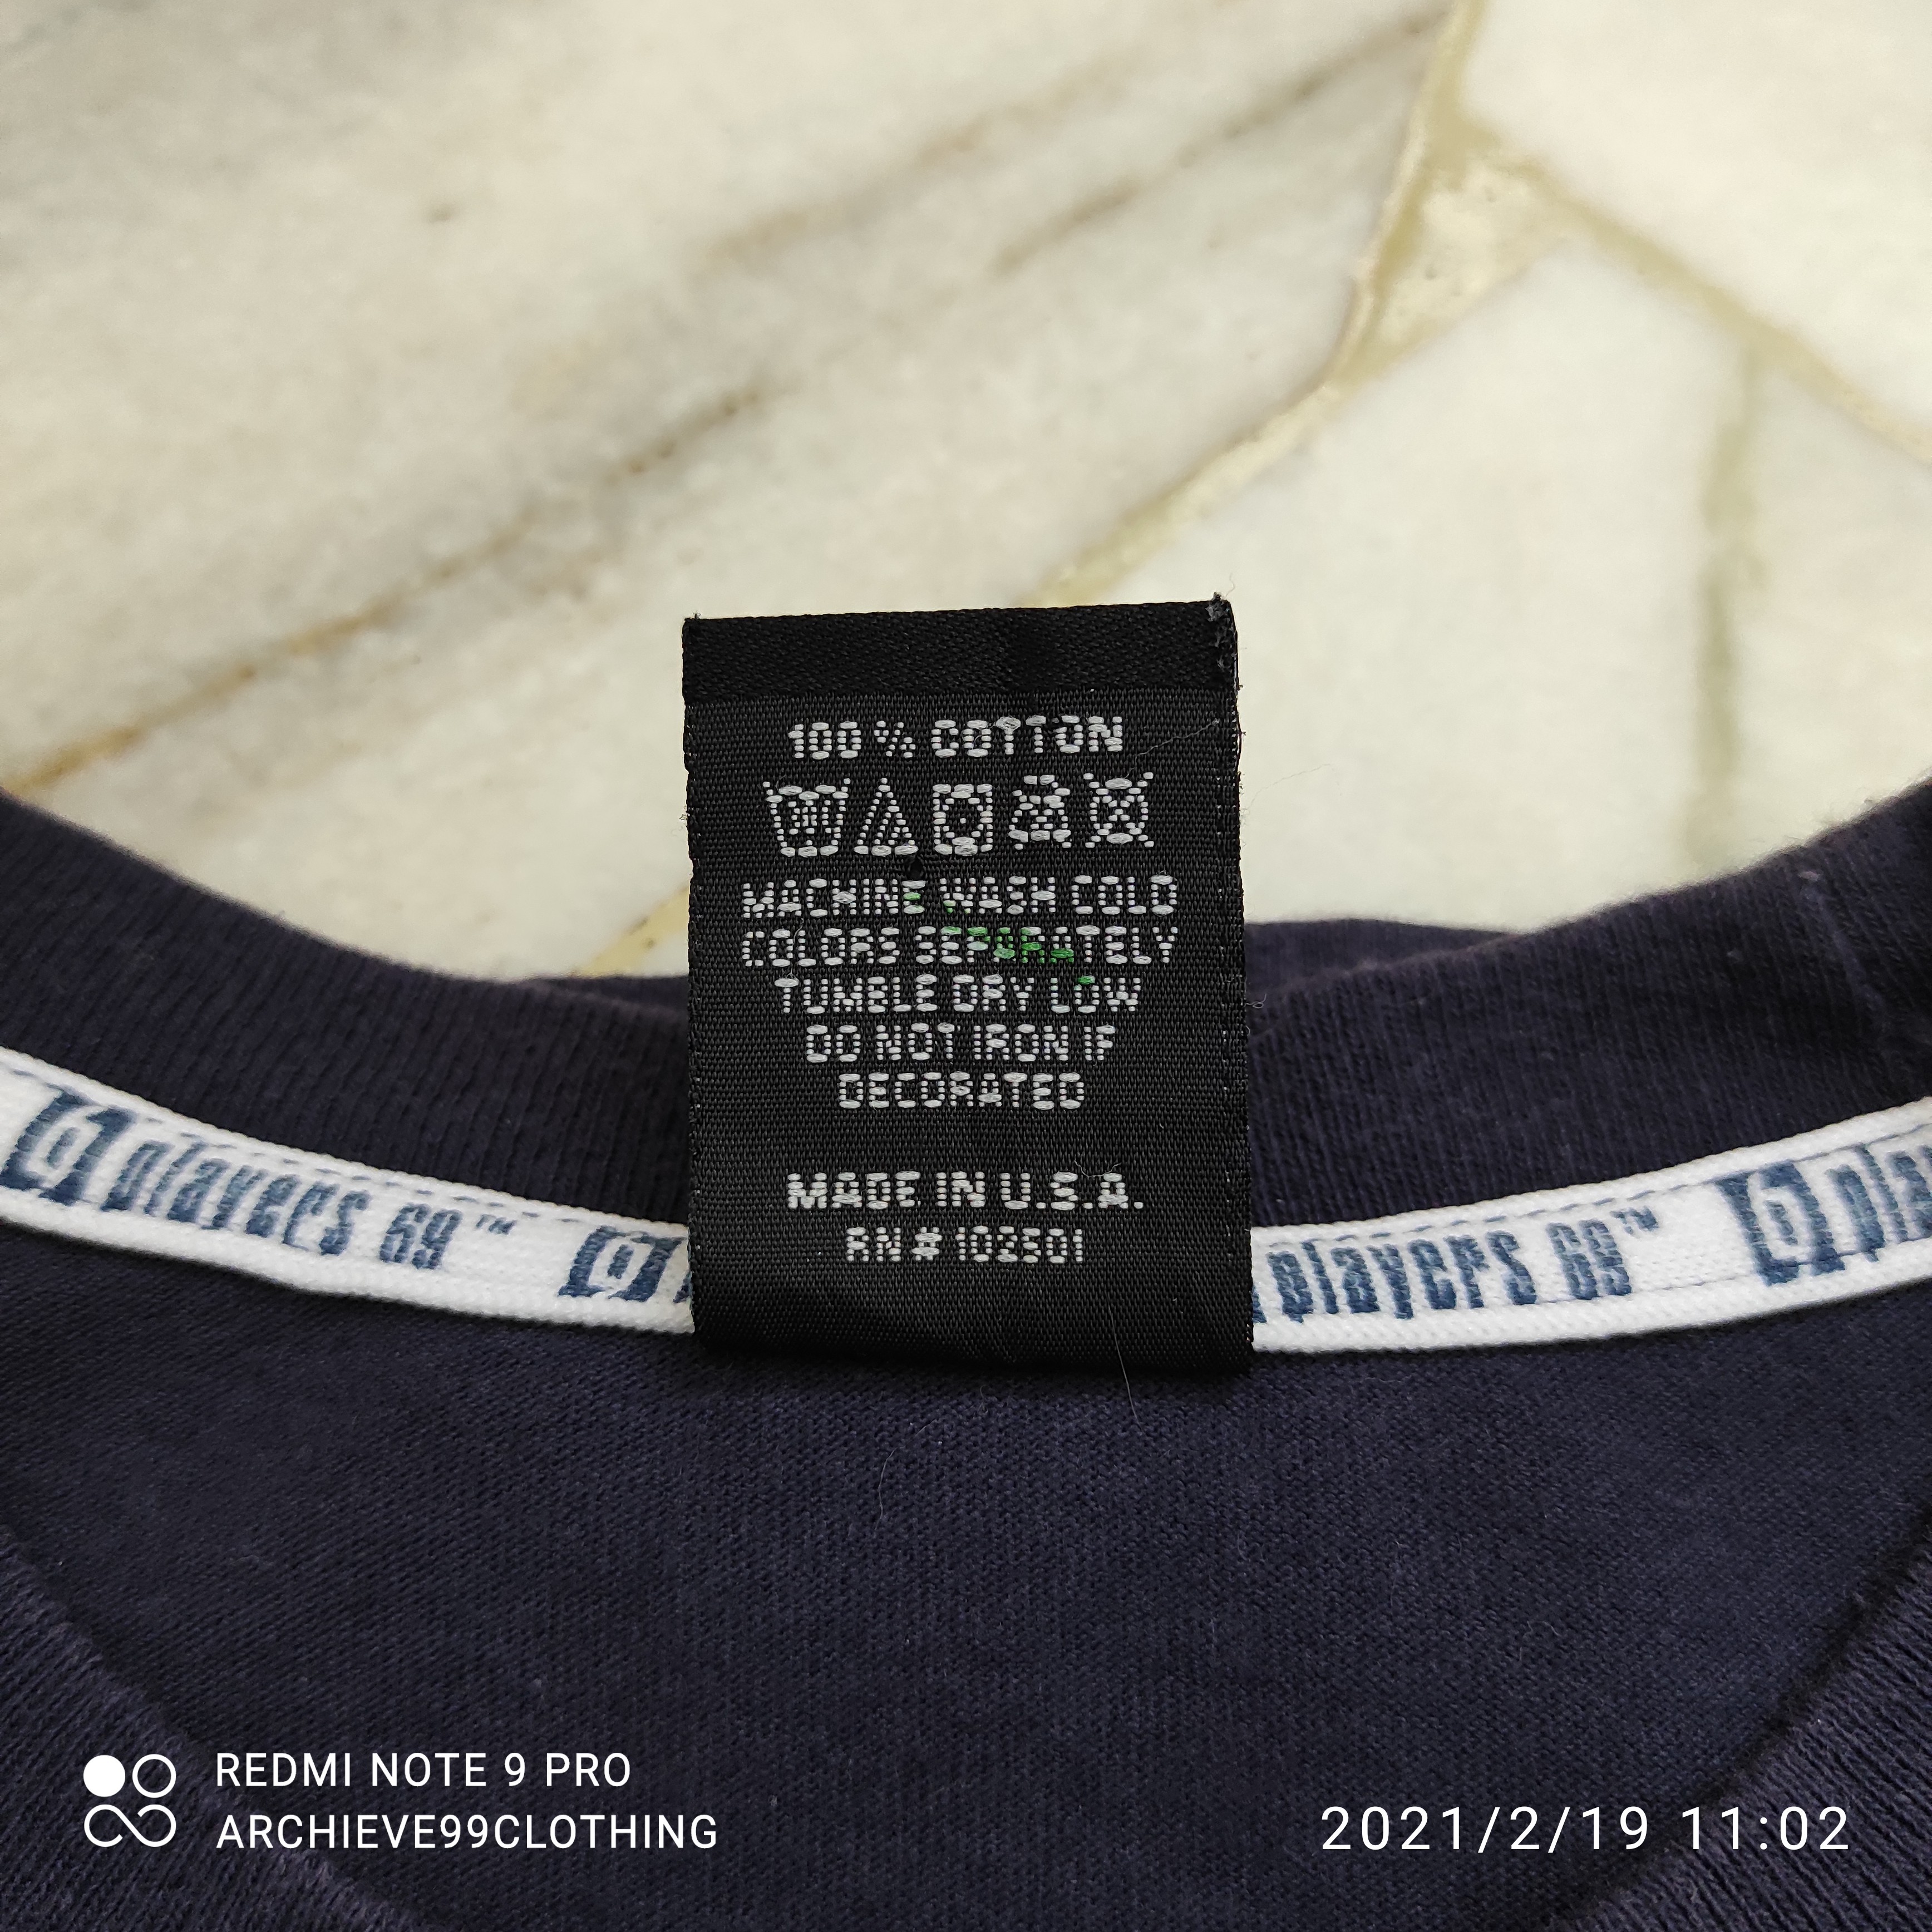 100% COTTON
MACHINE WASH COLD
COLORS SEPARATELY
TUMBLE DRY LOW
DO NOT IRON IF
DECORATED
MADE IN U.S.A.
RN # 102501
players 69™
players 69™
REDMI NOTE 9 PRO
ARCHIEVE99CLOTHING
2021/2/19 11:02